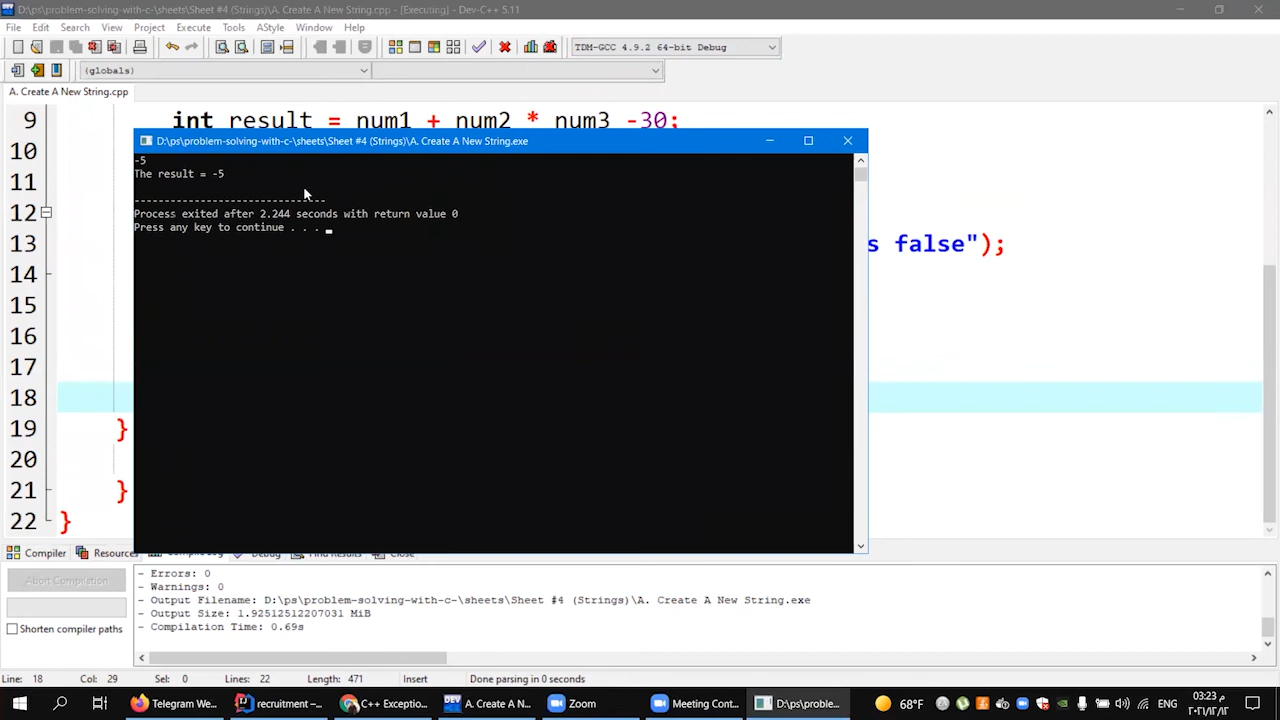 D:\ps\problem-solving-with-c-\sheets\Sheet #4 (Strings)\A. Create A New String.cpp - [Executing] - Dev-C++ 5.11
File Edit Search View Project Execute Tools AStyle Window Help
TDM-GCC 4.9.2 64-bit Debug
(globals)
A. Create A New String.cpp
9 int result = num1 + num2 * num3 -30;
D:\ps\problem-solving-with-c-\sheets\Sheet #4 (Strings)\A. Create A New String.exe
10
-5
The result = -5
11
--------------------------------
12
Process exited after 2.244 seconds with return value 0
Press any key to continue . . .
13 s false");
14
15
16
17
18
19 }
20
21 }
22 }
Compiler Resources Debug Find Results Close
Abort Compilation
Shorten compiler paths
- Errors: 0
- Warnings: 0
- Output Filename: D:\ps\problem-solving-with-c-\sheets\Sheet #4 (Strings)\A. Create A New String.exe
- Output Size: 1.92512512207031 MiB
- Compilation Time: 0.69s
Line: 18 Col: 29 Sel: 0 Lines: 22 Length: 471 Insert Done parsing in 0 seconds
Telegram We... recruitment –... C++ Exceptio... A. Create A N... Zoom Meeting Cont... D:\ps\proble... 68°F 03:23 م